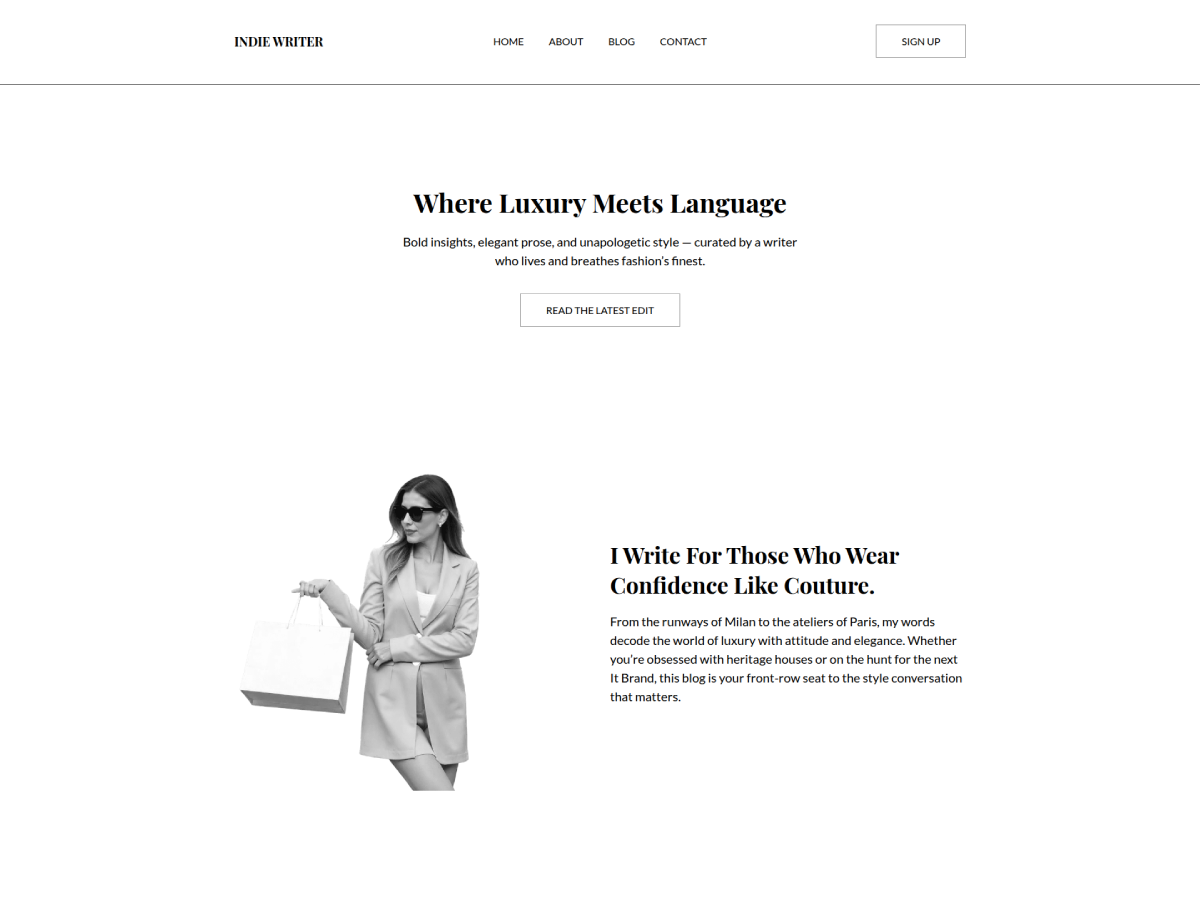 INDIE WRITER
HOME
ABOUT
BLOG
CONTACT
SIGN UP
Where Luxury Meets Language
Bold insights, elegant prose, and unapologetic style — curated by a writer
who lives and breathes fashion’s finest.
READ THE LATEST EDIT
I Write For Those Who Wear
Confidence Like Couture.
From the runways of Milan to the ateliers of Paris, my words
decode the world of luxury with attitude and elegance. Whether
you’re obsessed with heritage houses or on the hunt for the next
It Brand, this blog is your front-row seat to the style conversation
that matters.